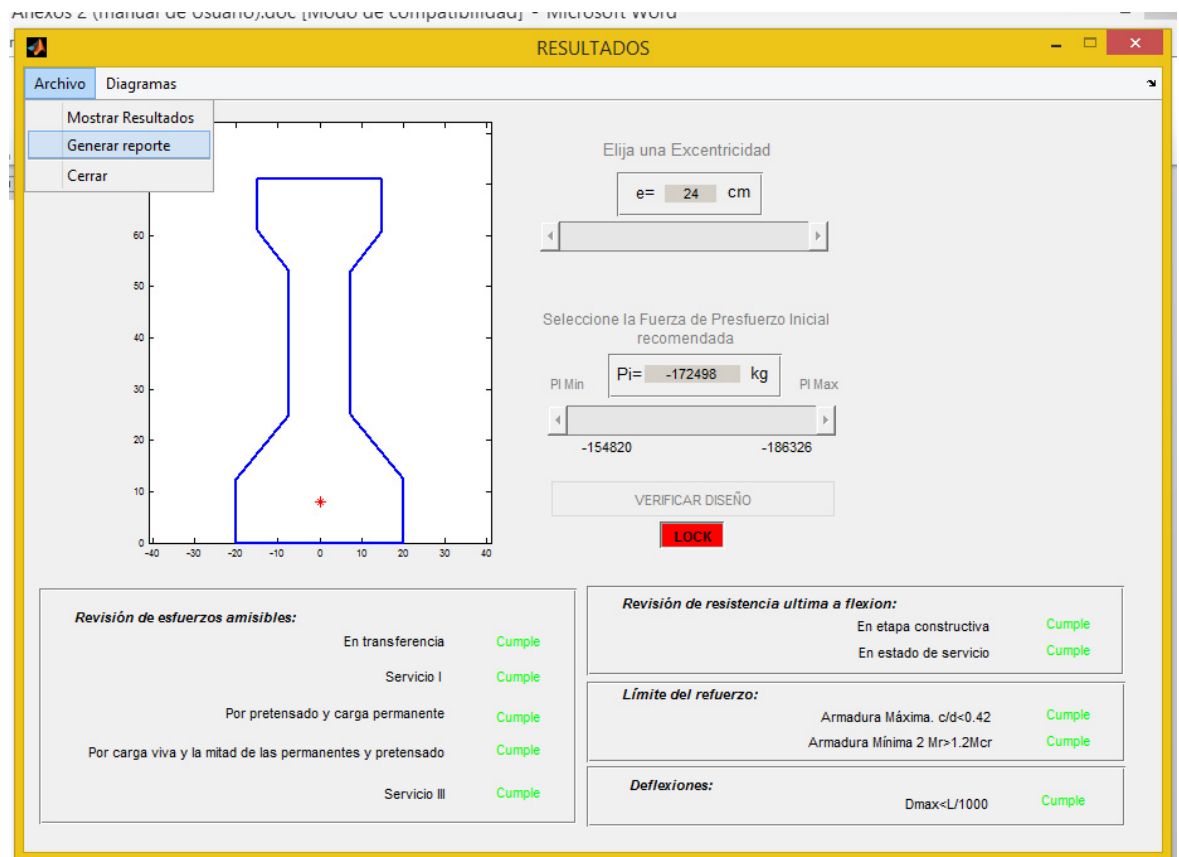 Anexos 2 (manual de Usuario).doc [Modo de compatibilidad] - Microsoft Word
RESULTADOS
Archivo Diagramas
Mostrar Resultados
Generar reporte
Cerrar
60
50
40
30
20
10
0
-40 -30 -20 -10 0 10 20 30 40
Elija una Excentricidad
e= 24 cm
Seleccione la Fuerza de Presfuerzo Inicial
recomendada
PI Min Pi= -172498 kg PI Max
-154820 -186326
VERIFICAR DISEÑO
LOCK
Revisión de esfuerzos amisibles:
En transferencia Cumple
Servicio I Cumple
Por pretensado y carga permanente Cumple
Por carga viva y la mitad de las permanentes y pretensado Cumple
Servicio III Cumple
Revisión de resistencia ultima a flexion:
En etapa constructiva Cumple
En estado de servicio Cumple
Límite del refuerzo:
Armadura Máxima. c/d<0.42 Cumple
Armadura Mínima 2 Mr>1.2Mcr Cumple
Deflexiones:
Dmax<L/1000 Cumple